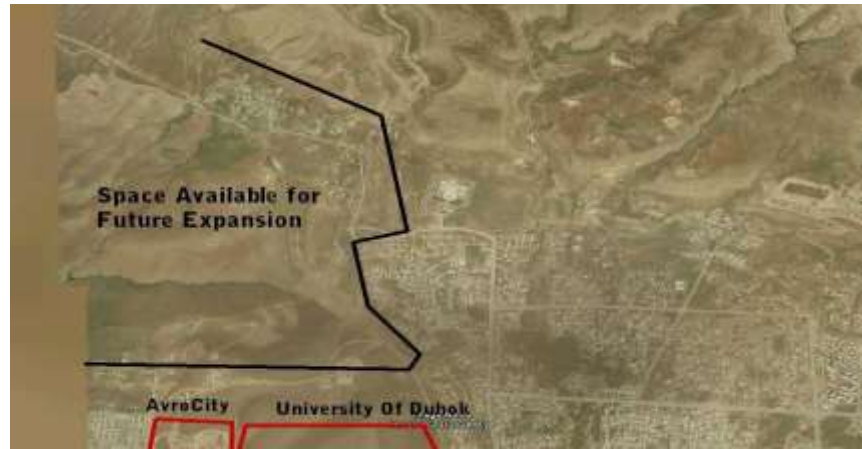 Space Available for
Future Expansion
AvroCity
University Of Duhok